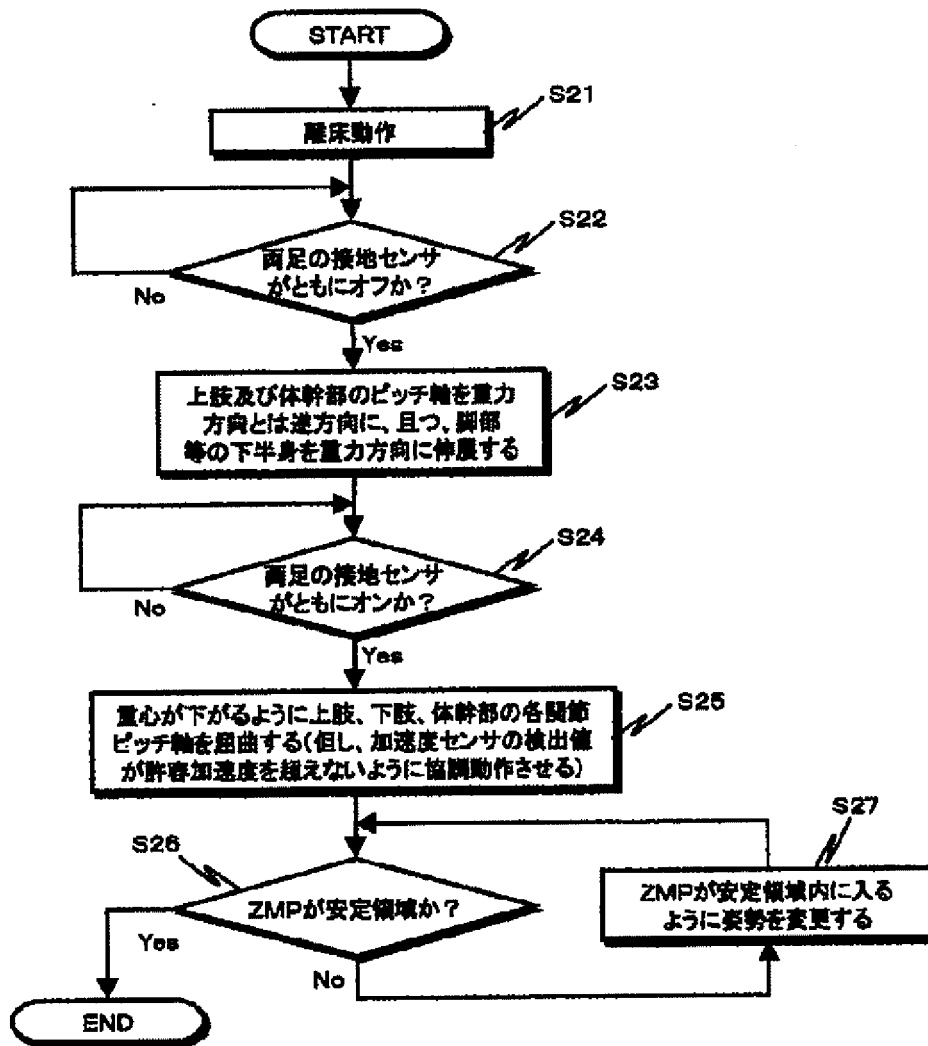 START
S21
離床動作
S22
両足の接地センサ
がともにオフか？
No
Yes
S23
上肢及び体幹部のピッチ軸を重力
方向とは逆方向に、且つ、脚部
等の下半身を重力方向に伸展する
S24
両足の接地センサ
がともにオンか？
No
Yes
S25
重心が下がるように上肢、下肢、体幹部の各関節
ピッチ軸を屈曲する（但し、加速度センサの検出値
が許容加速度を超えないように協調動作させる）
S26
S27
ZMPが安定領域か？
ZMPが安定領域内に入る
ように姿勢を変更する
Yes
No
END